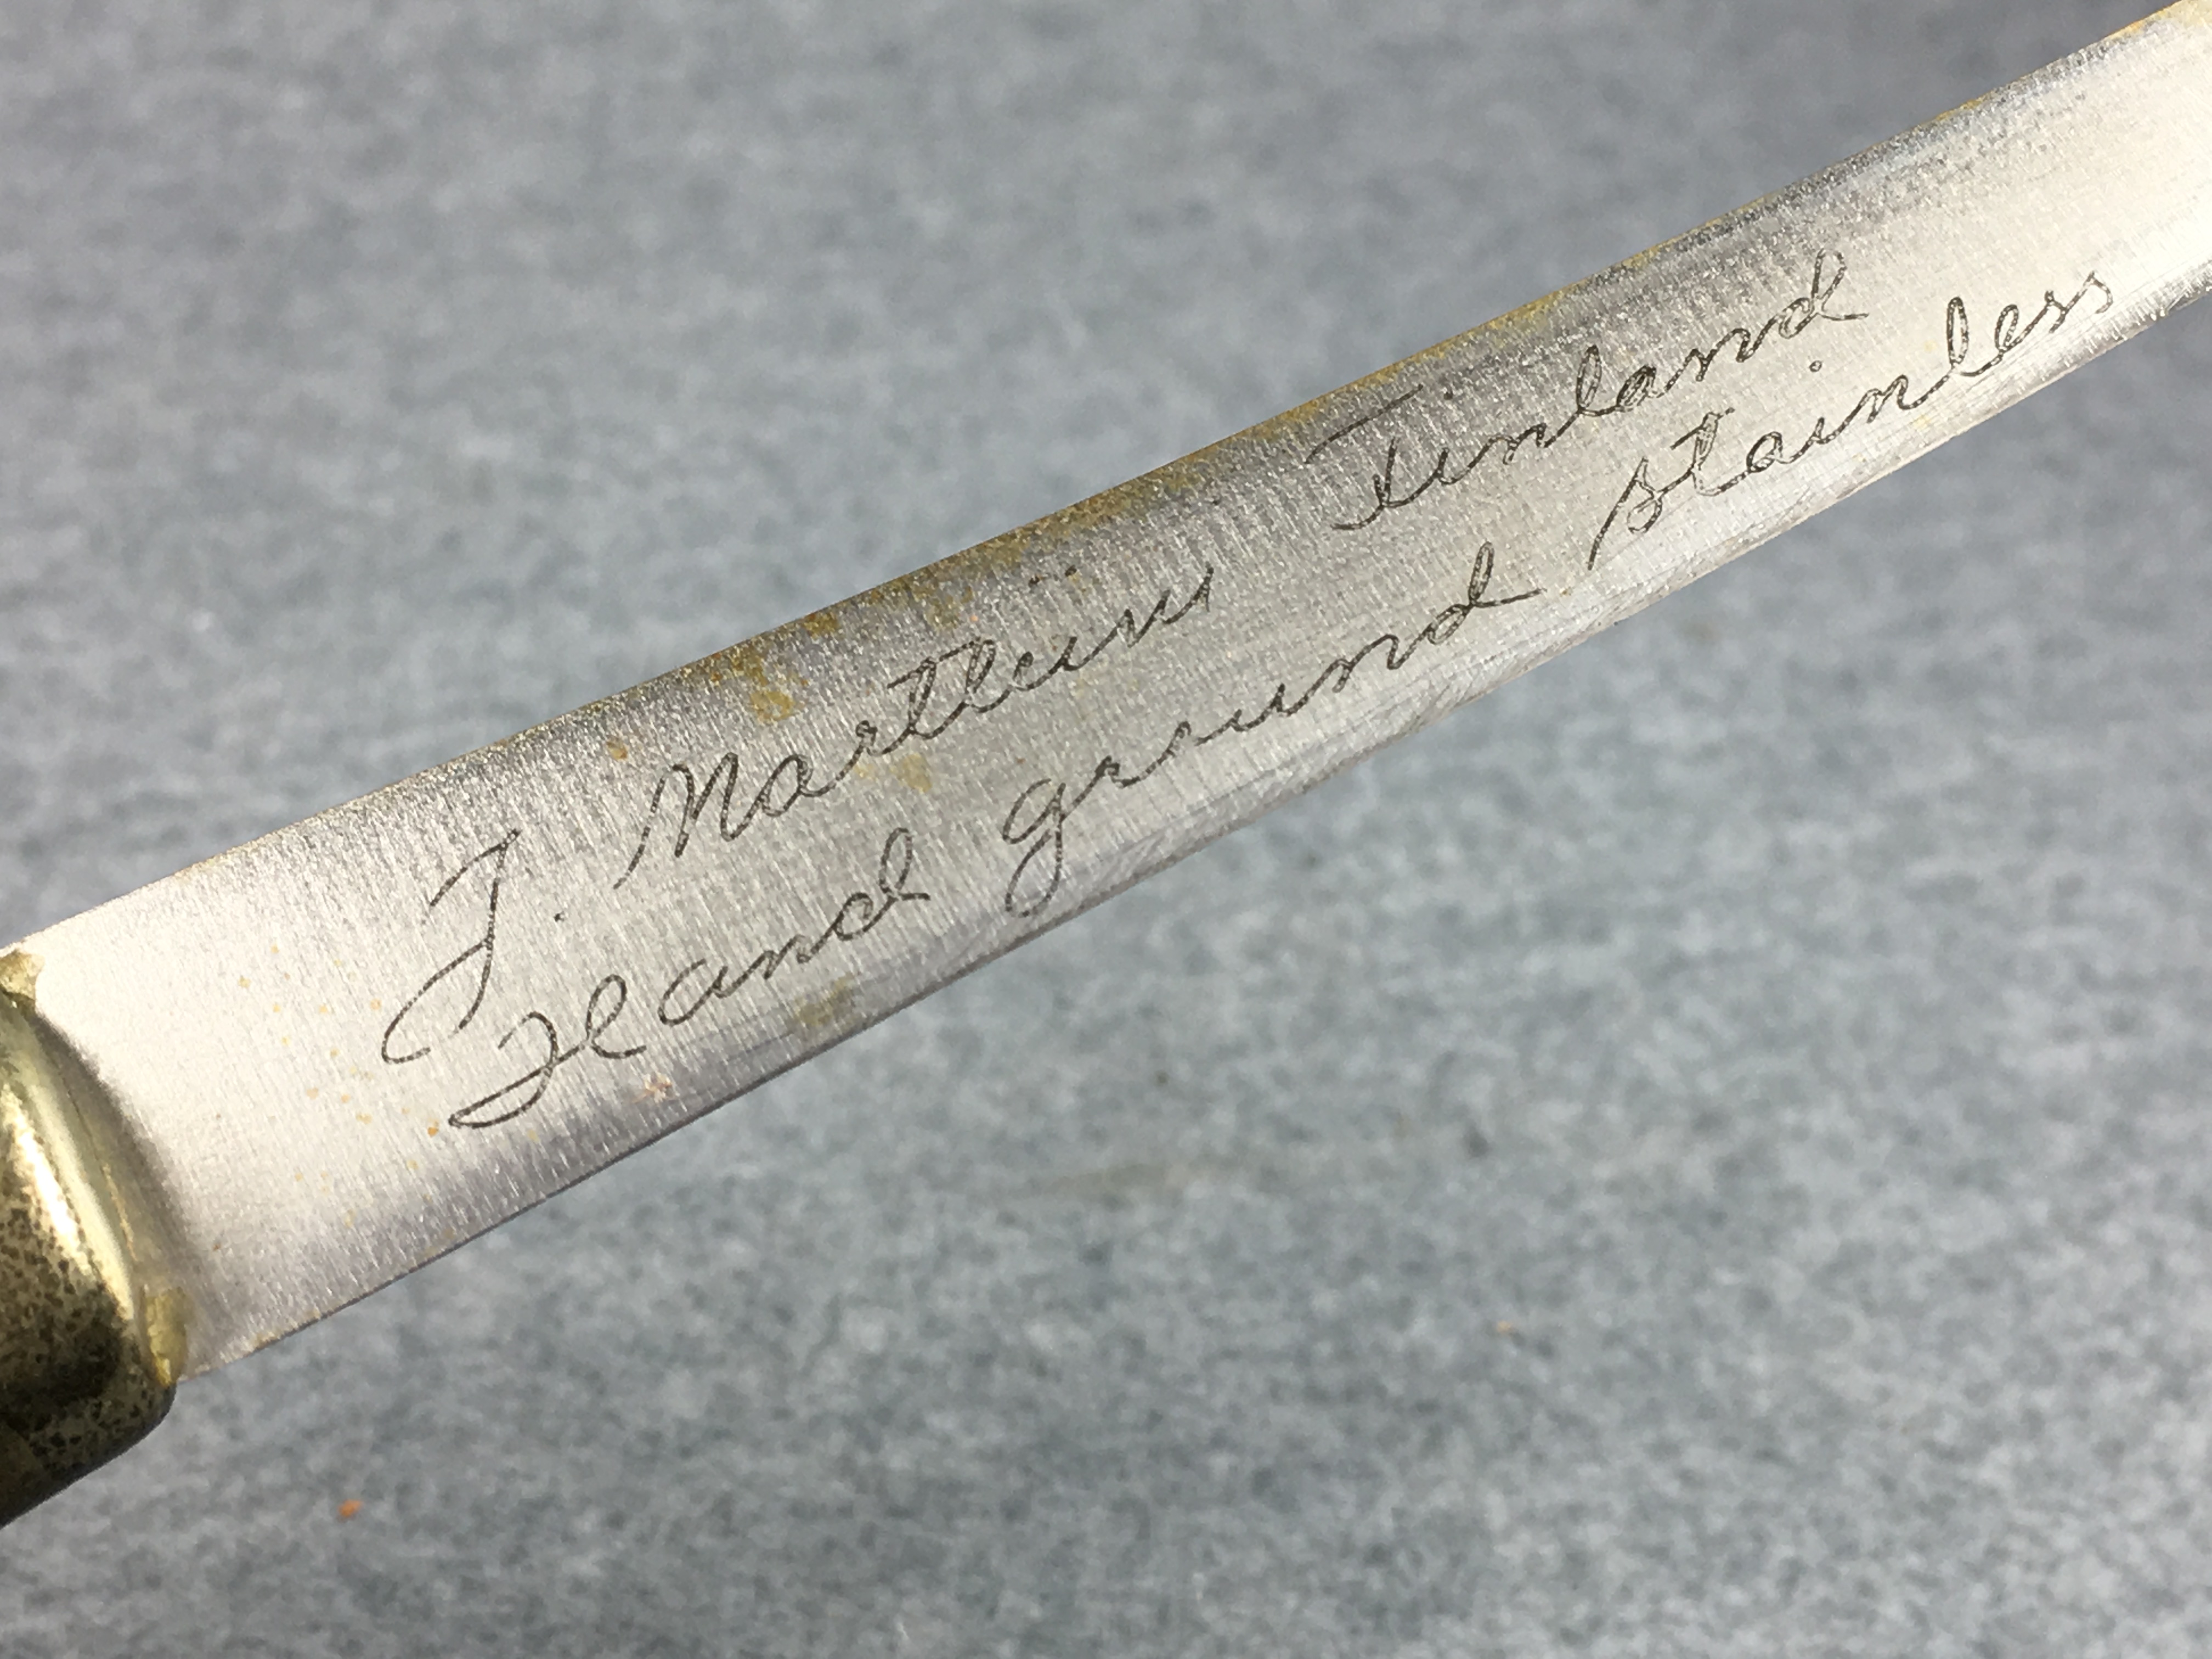 J. Marttiini Finland
Hand ground stainless